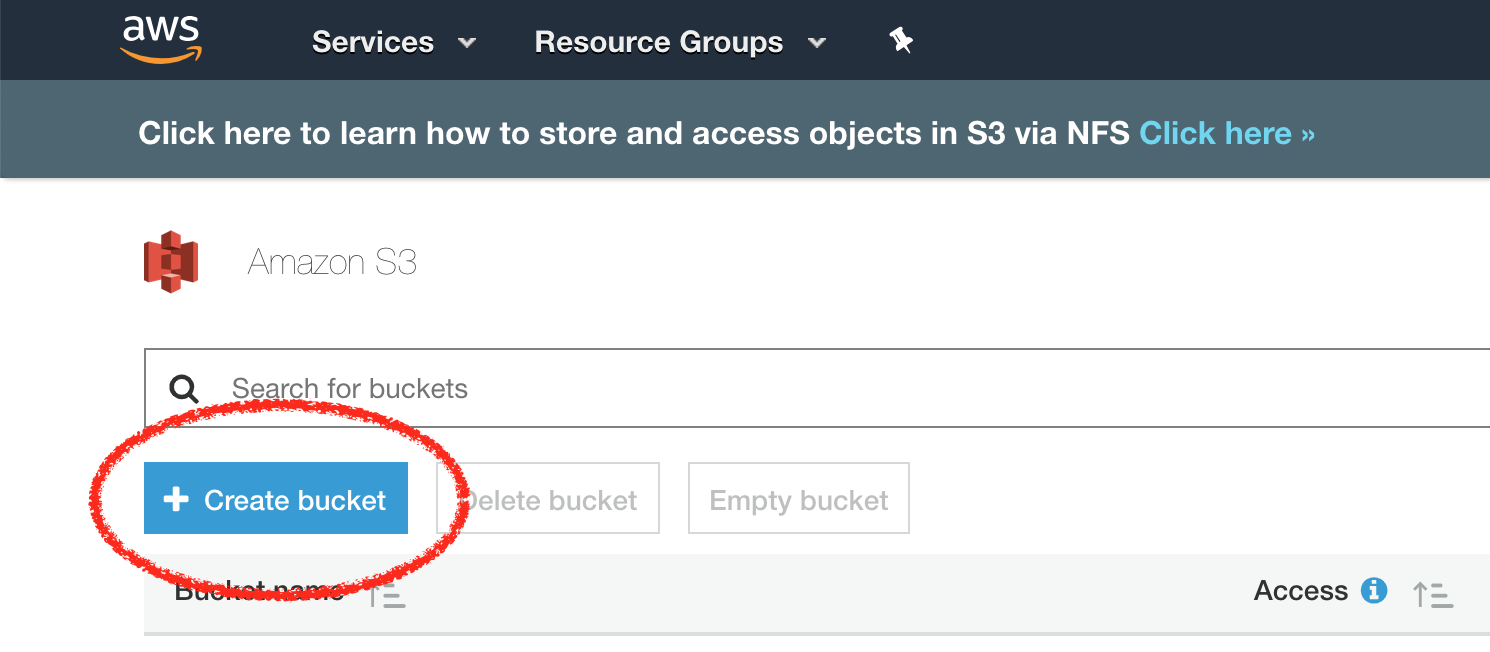 aws Services Resource Groups
Click here to learn how to store and access objects in S3 via NFS Click here »
Amazon S3
Search for buckets
+ Create bucket Delete bucket Empty bucket
Bucket name Access i